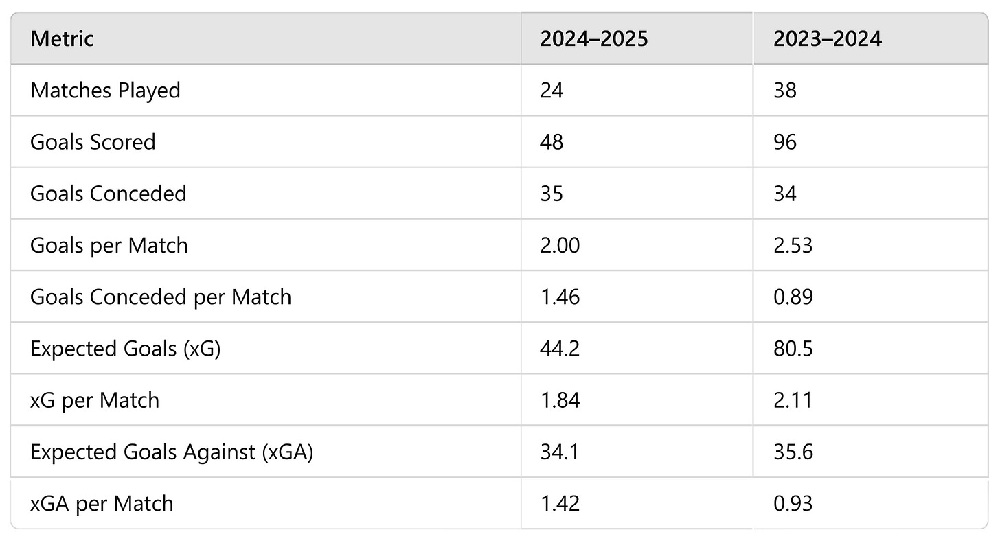 Metric 2024–2025 2023–2024
Matches Played 24 38
Goals Scored 48 96
Goals Conceded 35 34
Goals per Match 2.00 2.53
Goals Conceded per Match 1.46 0.89
Expected Goals (xG) 44.2 80.5
xG per Match 1.84 2.11
Expected Goals Against (xGA) 34.1 35.6
xGA per Match 1.42 0.93